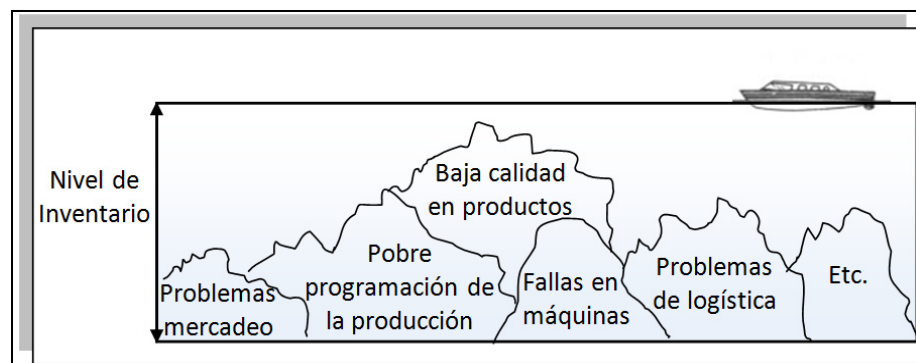 Nivel de
Inventario
Baja calidad
en productos
Pobre
programación de
la producción
Problemas
mercadeo
Fallas en
máquinas
Problemas
de logística
Etc.